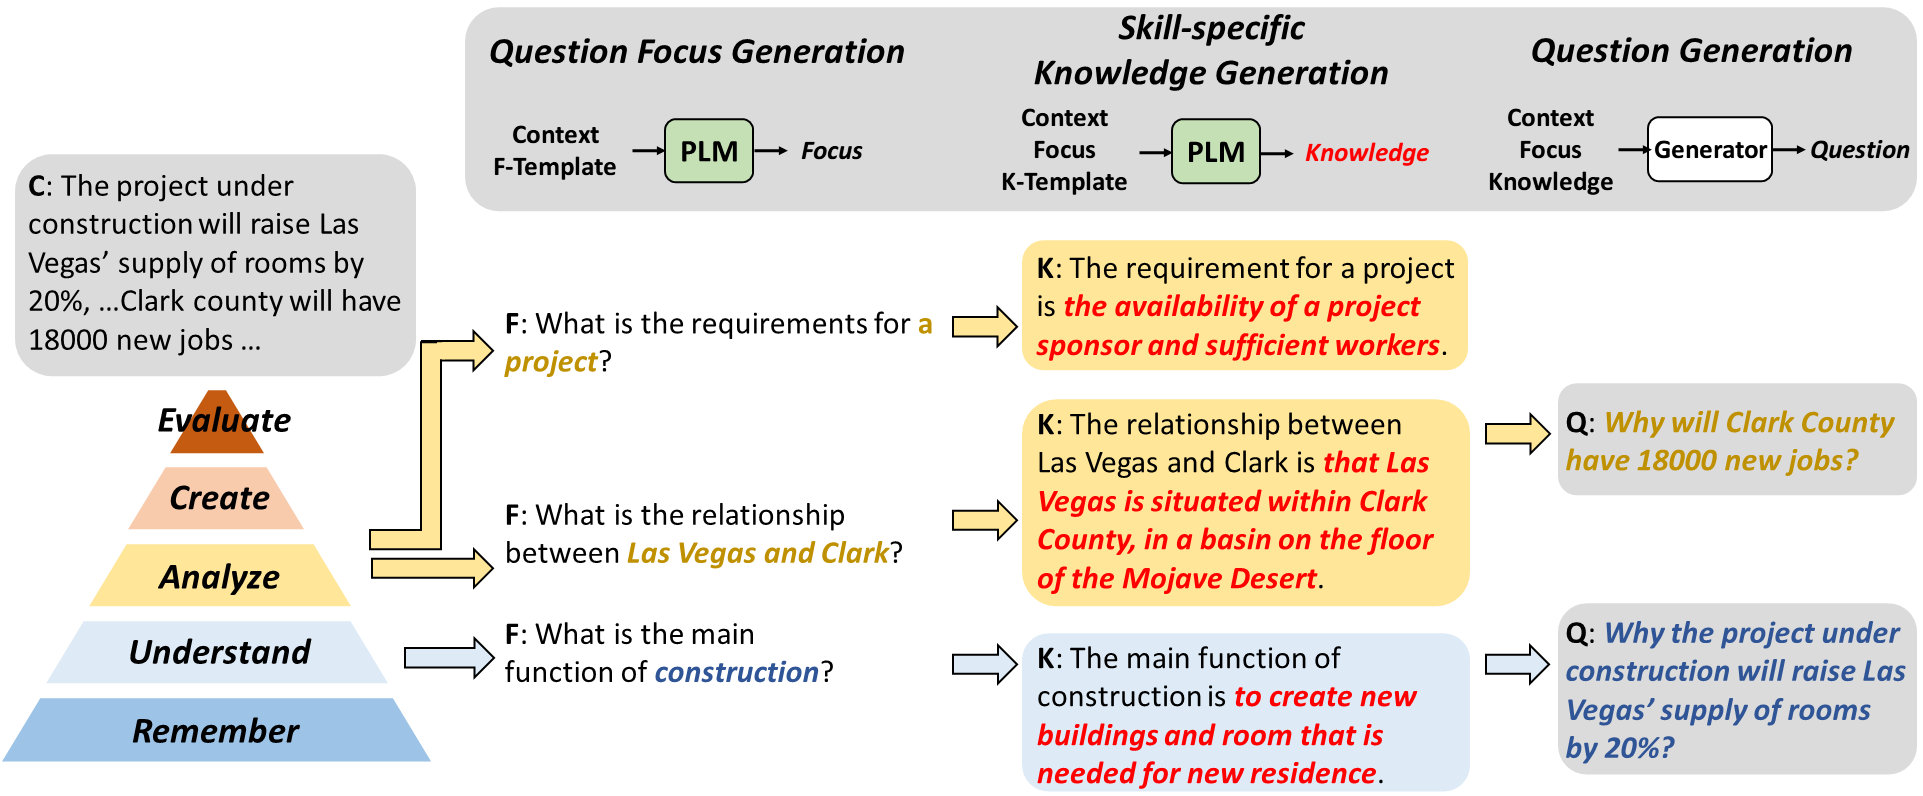 Question Focus Generation
Context
F-Template
PLM
Focus
Skill-specific
Knowledge Generation
Context
Focus
K-Template
PLM
Knowledge
Question Generation
Context
Focus
Knowledge
Generator
Question
C: The project under
construction will raise Las
Vegas’ supply of rooms by
20%, ...Clark county will have
18000 new jobs ...
Evaluate
Create
Analyze
Understand
Remember
F: What is the requirements for a
project?
K: The requirement for a project
is the availability of a project
sponsor and sufficient workers.
F: What is the relationship
between Las Vegas and Clark?
K: The relationship between
Las Vegas and Clark is that Las
Vegas is situated within Clark
County, in a basin on the floor
of the Mojave Desert.
Q: Why will Clark County
have 18000 new jobs?
F: What is the main
function of construction?
K: The main function of
construction is to create new
buildings and room that is
needed for new residence.
Q: Why the project under
construction will raise Las
Vegas’ supply of rooms
by 20%?